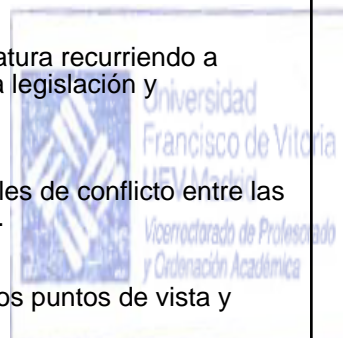 atura recurriendo a
a legislación y
Universidad
Francisco de Vitoria
UFV Madrid
les de conflicto entre las
.
Vicerrectorado de Profesorado
y Ordenación Académica
os puntos de vista y